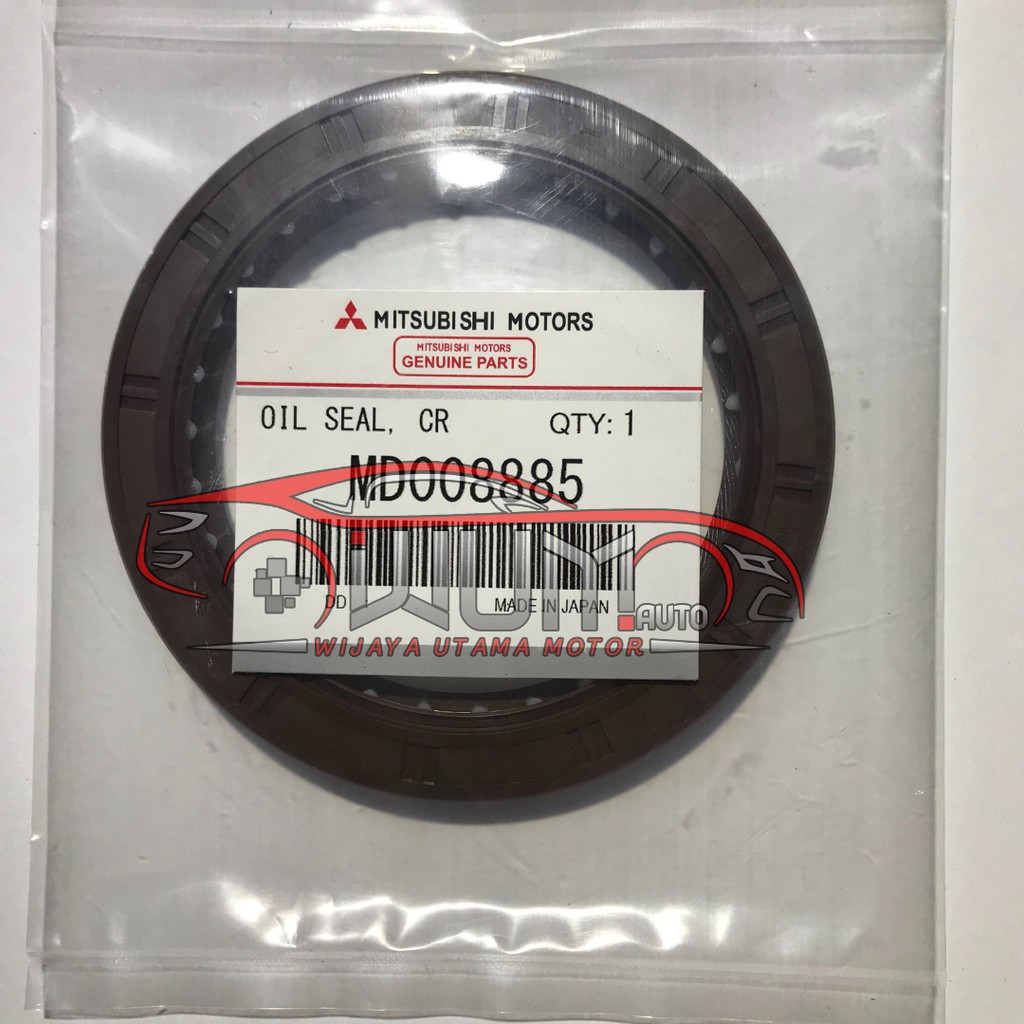 MITSUBISHI MOTORS
MITSUBISHI MOTORS
GENUINE PARTS
OIL SEAL, CR QTY: 1
MD008885
WUM
DD MADE IN JAPAN
AUTO
WIJAYA UTAMA MOTOR